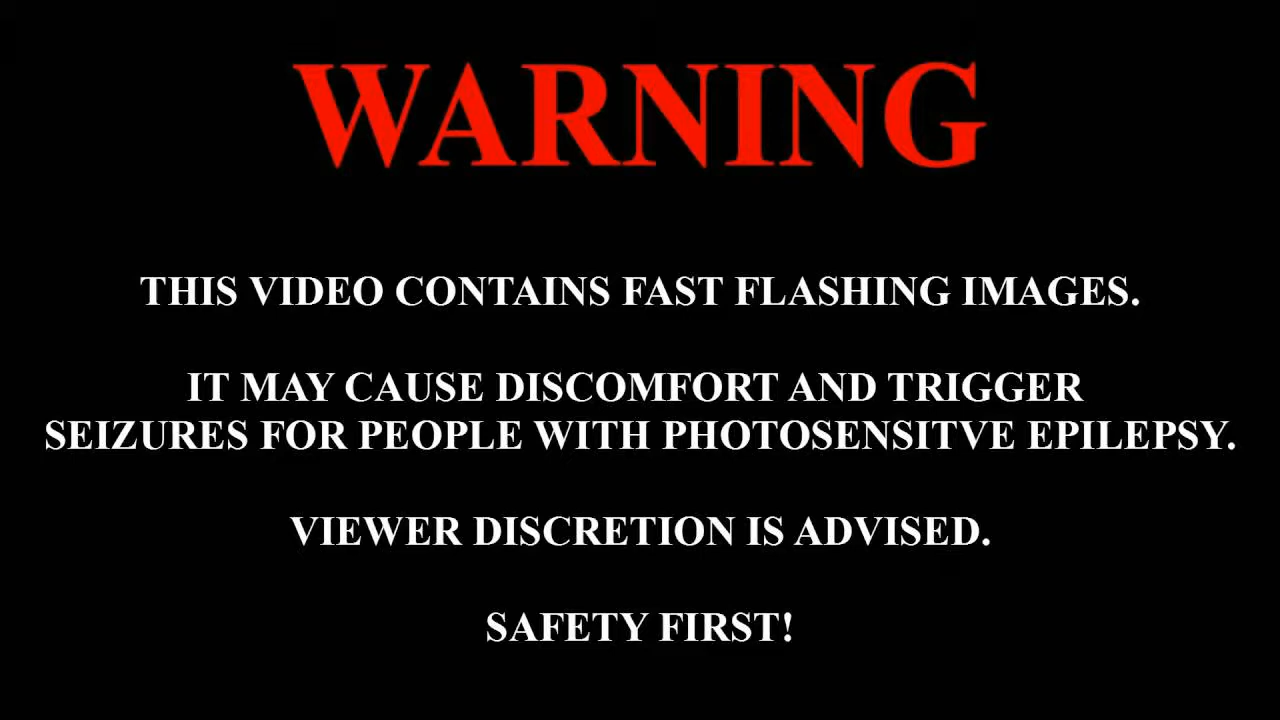 WARNING
THIS VIDEO CONTAINS FAST FLASHING IMAGES.
IT MAY CAUSE DISCOMFORT AND TRIGGER
SEIZURES FOR PEOPLE WITH PHOTOSENSITVE EPILEPSY.
VIEWER DISCRETION IS ADVISED.
SAFETY FIRST!